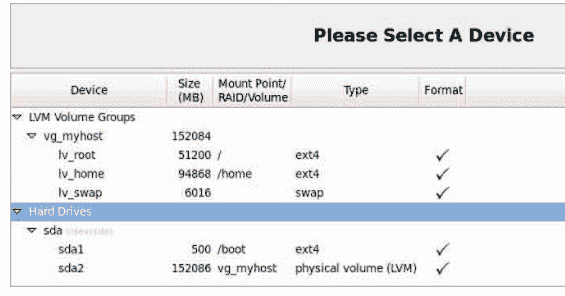 Please Select A Device
Device Size (MB) Mount Point/ RAID/Volume Type Format
LVM Volume Groups
vg_myhost 152084
lv_root 51200 / ext4
lv_home 94868 /home ext4
lv_swap 6016 swap
Hard Drives
sda (/dev/sda)
sda1 500 /boot ext4
sda2 152086 vg_myhost physical volume (LVM)